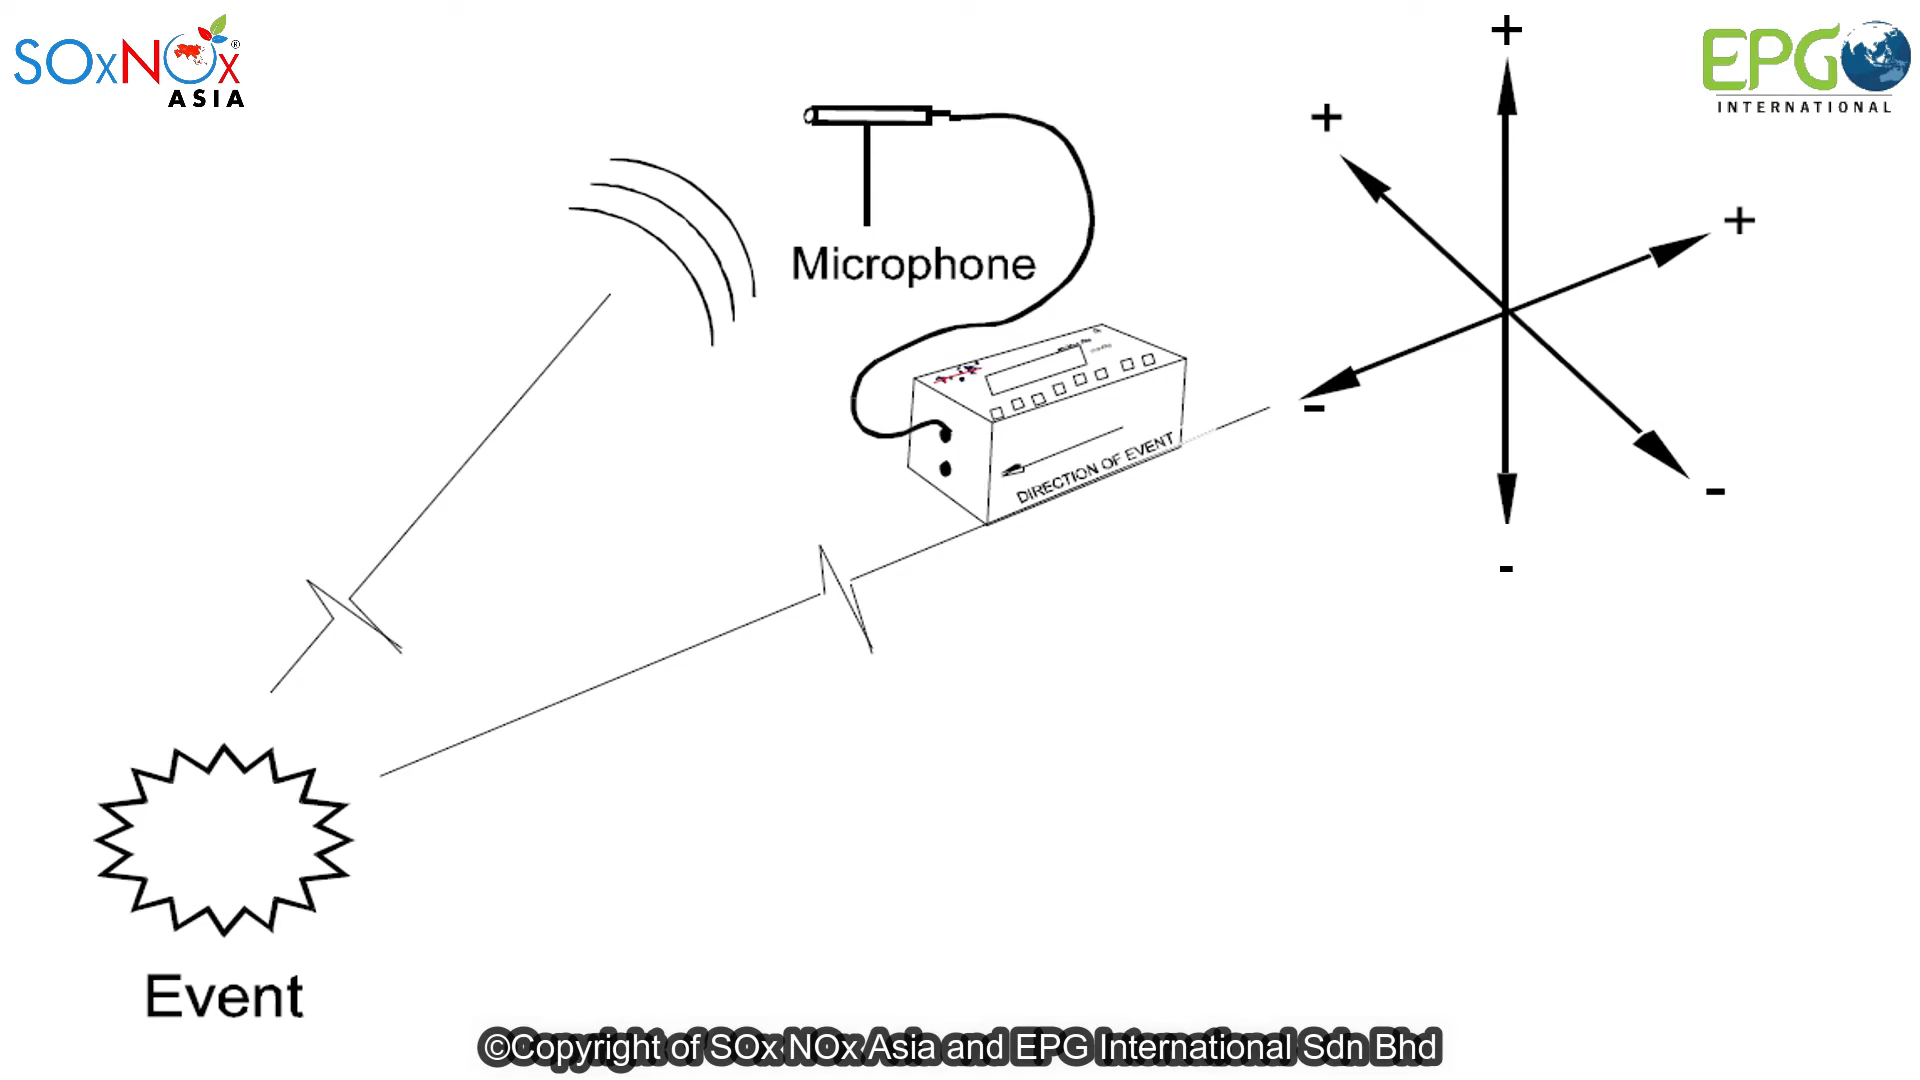 SOxNOx®
ASIA
EPG
INTERNATIONAL
+
+
+
Microphone
-
DIRECTION OF EVENT
-
-
Event
©Copyright of SOx NOx Asia and EPG International Sdn Bhd